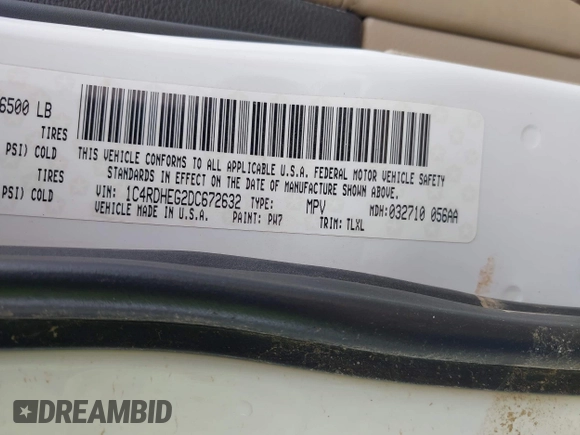 6500 LB
TIRES
PSI) COLD
TIRES
PSI) COLD
THIS VEHICLE CONFORMS TO ALL APPLICABLE U.S.A. FEDERAL MOTOR VEHICLE SAFETY
STANDARDS IN EFFECT ON THE DATE OF MANUFACTURE SHOWN ABOVE.
VIN: 1C4RDHEG2DC672632 TYPE: MPV MDH:032710 056AA
VEHICLE MADE IN U.S.A. PAINT: PW7 TRIM: TLXL
DREAMBID